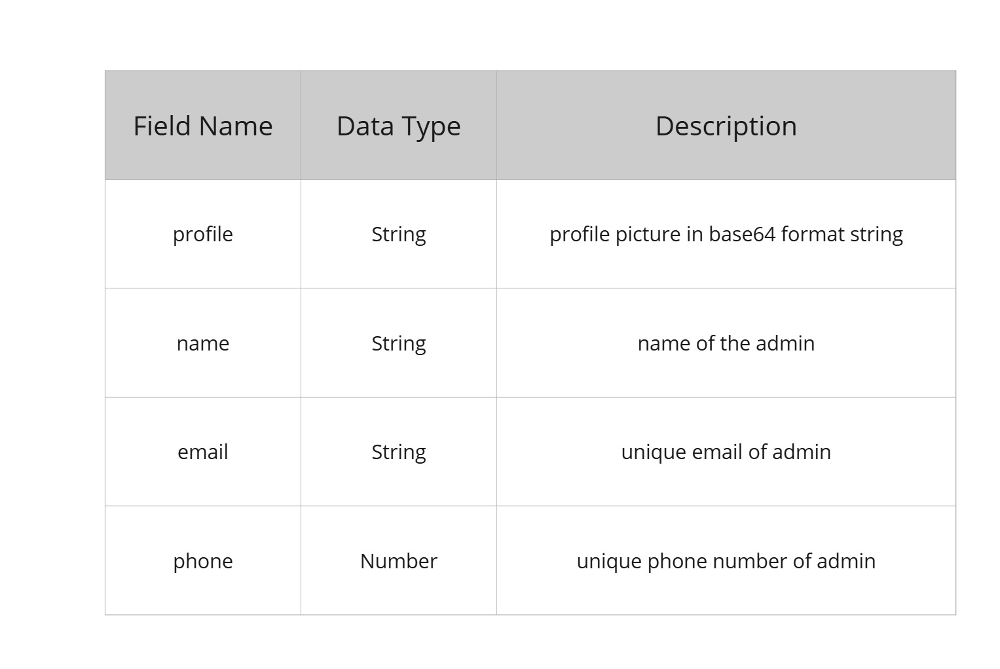 Field Name Data Type Description
profile String profile picture in base64 format string
name String name of the admin
email String unique email of admin
phone Number unique phone number of admin